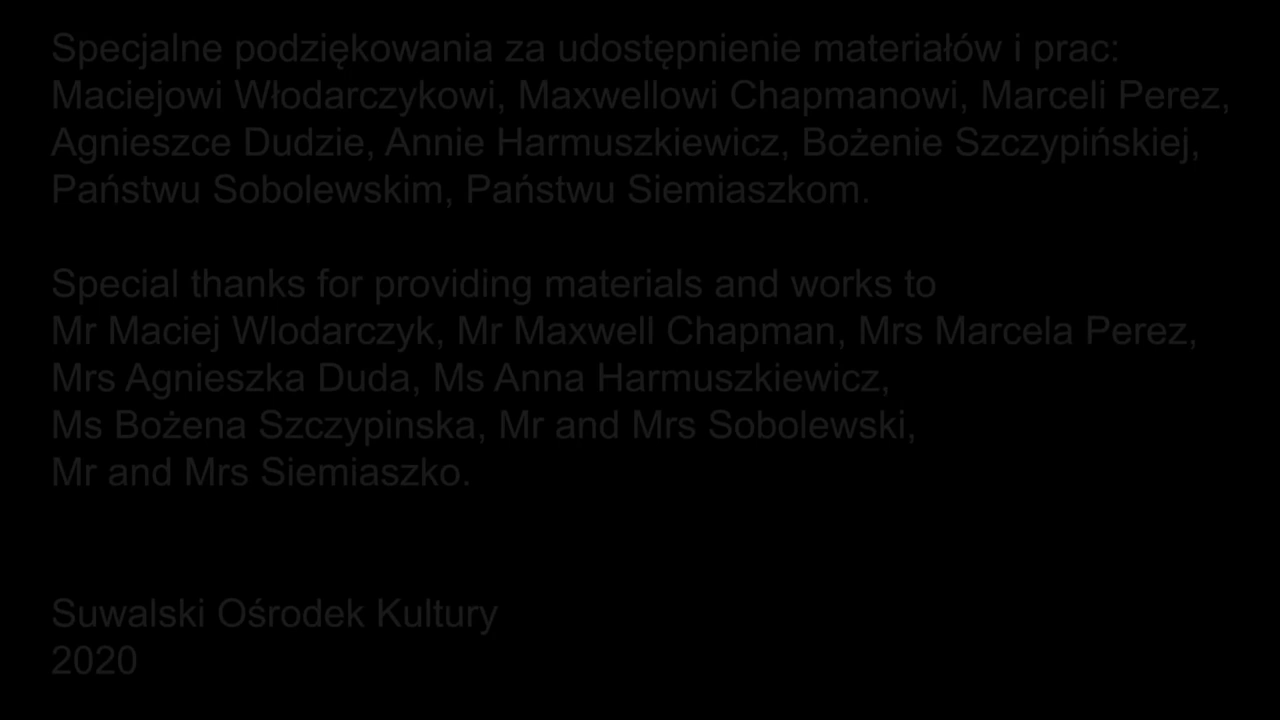 Specjalne podziękowania za udostępnienie materiałów i prac:
Maciejowi Włodarczykowi, Maxwellowi Chapmanowi, Marceli Perez,
Agnieszce Dudzie, Annie Harmuszkiewicz, Bożenie Szczypińskiej,
Państwu Sobolewskim, Państwu Siemiaszkom.
Special thanks for providing materials and works to
Mr Maciej Wlodarczyk, Mr Maxwell Chapman, Mrs Marcela Perez,
Mrs Agnieszka Duda, Ms Anna Harmuszkiewicz,
Ms Bożena Szczypinska, Mr and Mrs Sobolewski,
Mr and Mrs Siemiaszko.
Suwalski Ośrodek Kultury
2020